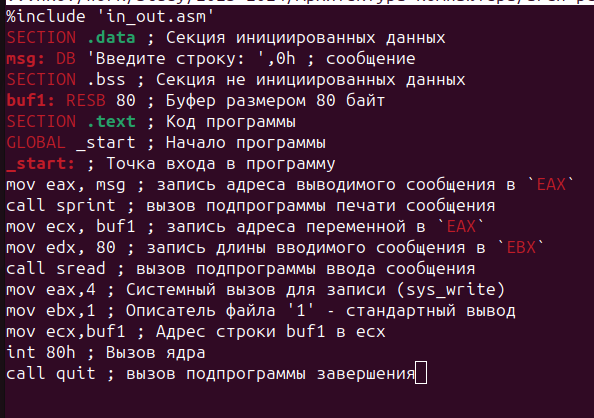 %include 'in_out.asm'
SECTION .data ; Секция инициированных данных
msg: DB 'Введите строку: ',0h ; сообщение
SECTION .bss ; Секция не инициированных данных
buf1: RESB 80 ; Буфер размером 80 байт
SECTION .text ; Код программы
GLOBAL _start ; Начало программы
_start: ; Точка входа в программу
mov eax, msg ; запись адреса выводимого сообщения в `EAX`
call sprint ; вызов подпрограммы печати сообщения
mov ecx, buf1 ; запись адреса переменной в `EAX`
mov edx, 80 ; запись длины вводимого сообщения в `EBX`
call sread ; вызов подпрограммы ввода сообщения
mov eax,4 ; Системный вызов для записи (sys_write)
mov ebx,1 ; Описатель файла '1' - стандартный вывод
mov ecx,buf1 ; Адрес строки buf1 в ecx
int 80h ; Вызов ядра
call quit ; вызов подпрограммы завершения